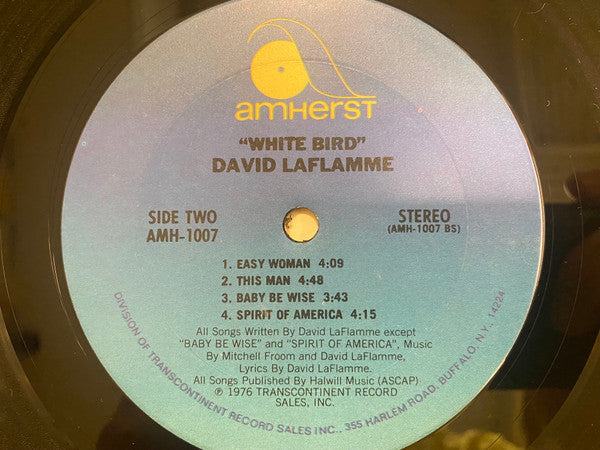 amherst
"WHITE BIRD"
DAVID LAFLAMME
SIDE TWO
AMH-1007
STEREO
(AMH-1007 BS)
1. EASY WOMAN 4:09
2. THIS MAN 4:48
3. BABY BE WISE 3:43
4. SPIRIT OF AMERICA 4:15
All Songs Written By David LaFlamme except
"BABY BE WISE" and "SPIRIT OF AMERICA", Music
By Mitchell Froom and David LaFlamme,
Lyrics By David LaFlamme.
All Songs Published By Halwill Music (ASCAP)
℗ 1976 TRANSCONTINENT RECORD
SALES, INC.
DIVISION OF TRANSCONTINENT RECORD SALES INC., 355 HARLEM ROAD, BUFFALO, N.Y., 14224